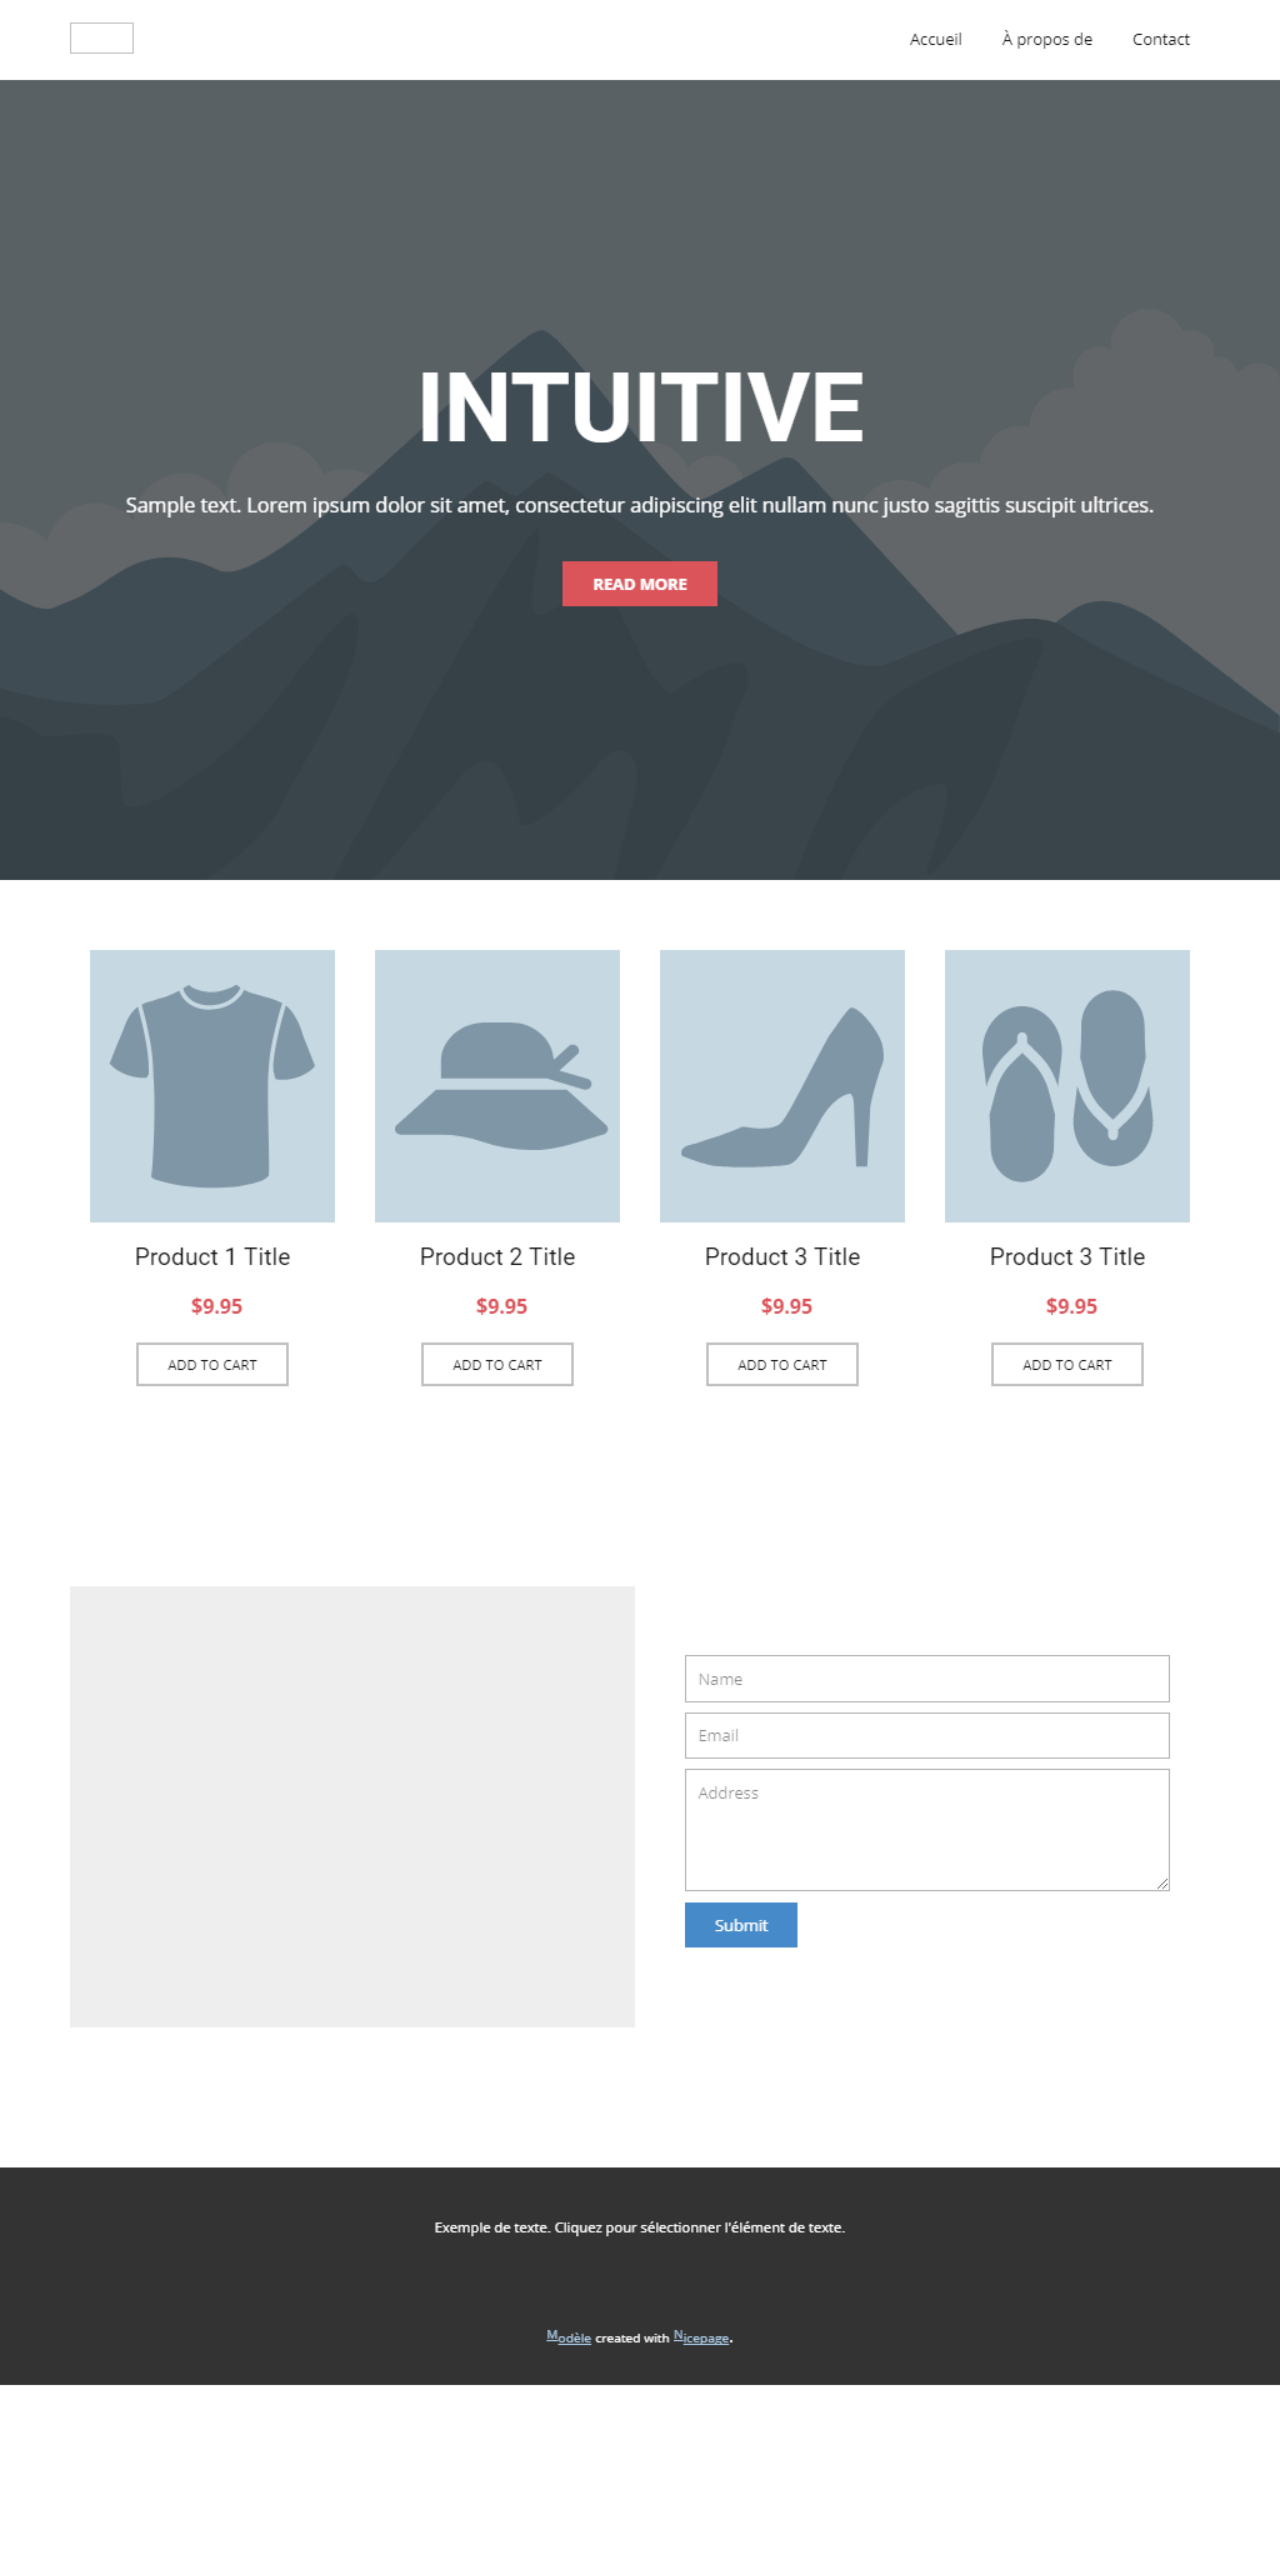 Accueil À propos de Contact
INTUITIVE
Sample text. Lorem ipsum dolor sit amet, consectetur adipiscing elit nullam nunc justo sagittis suscipit ultrices.
READ MORE
Product 1 Title
$9.95
ADD TO CART
Product 2 Title
$9.95
ADD TO CART
Product 3 Title
$9.95
ADD TO CART
Product 3 Title
$9.95
ADD TO CART
Name
Email
Address
Submit
Exemple de texte. Cliquez pour sélectionner l'élément de texte.
Modèle created with Nicepage.